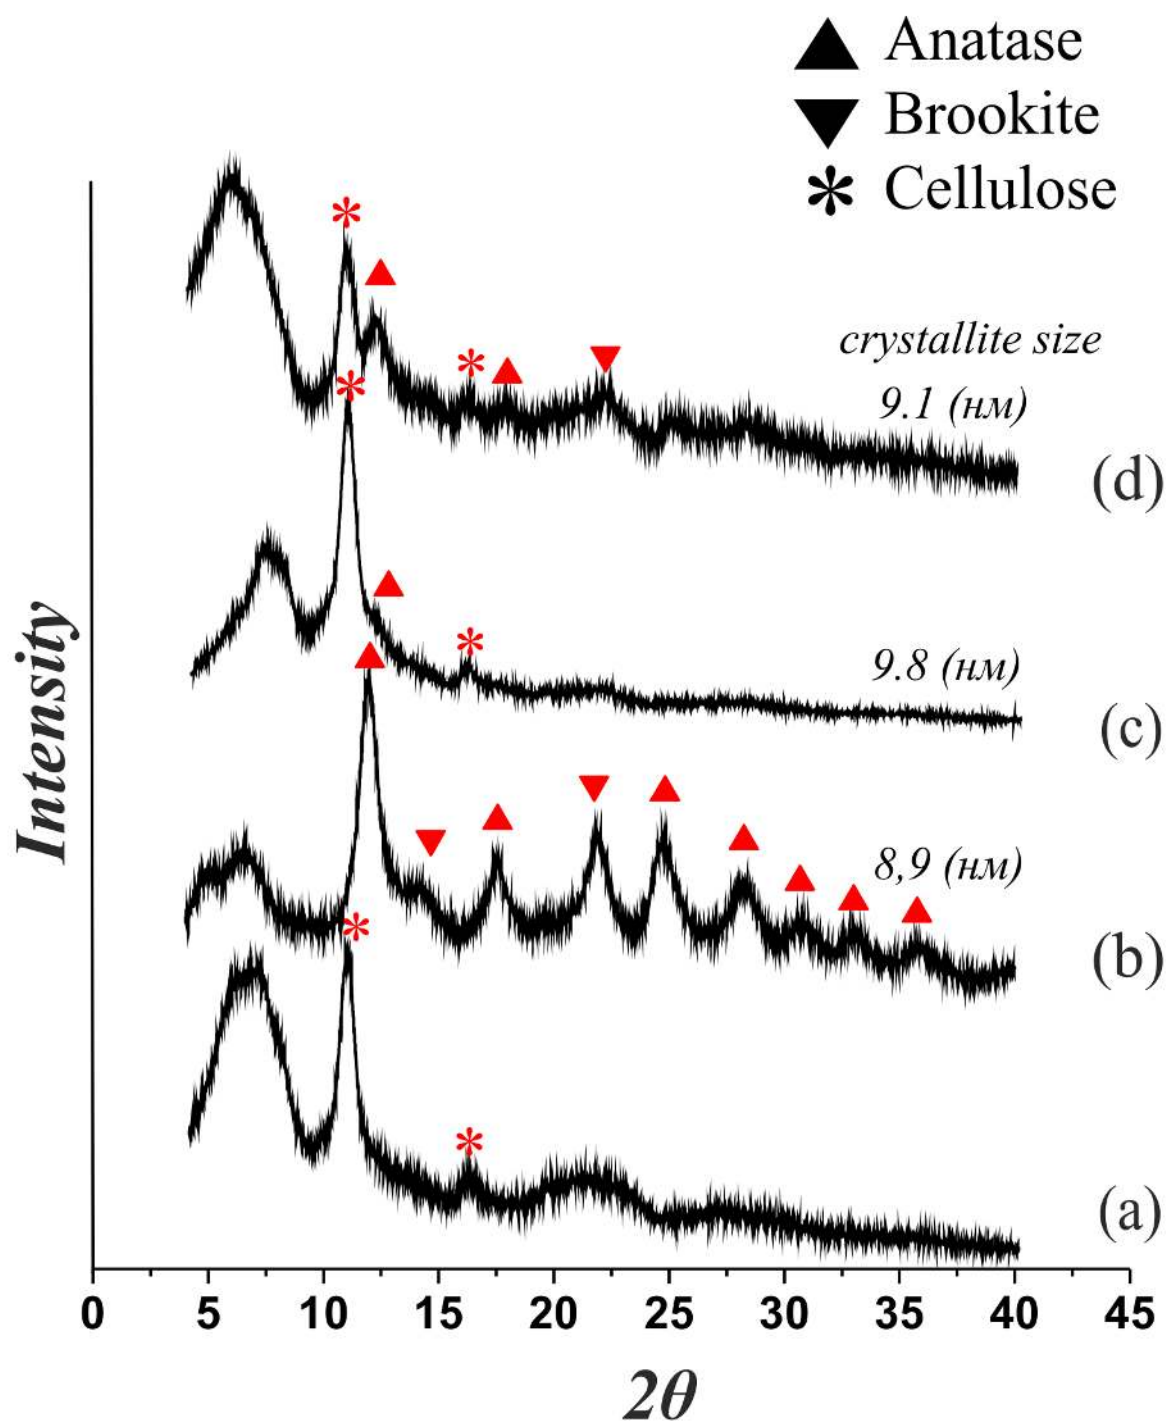 Anatase
Brookite
Cellulose
crystallite size
9.1 (нм)
(d)
9.8 (нм)
(c)
8,9 (нм)
(b)
(a)
Intensity
0 5 10 15 20 25 30 35 40 45
2θ